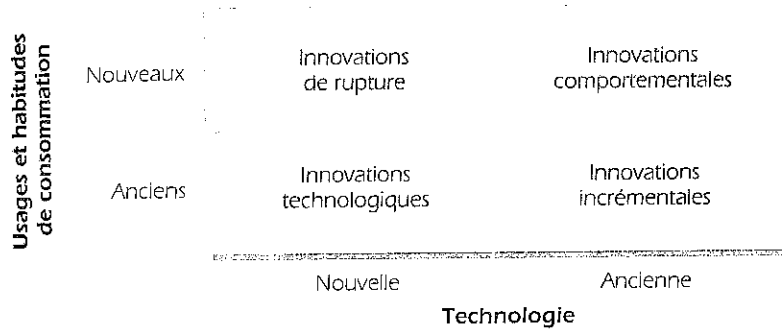 Usages et habitudes
de consommation
Nouveaux
Innovations
de rupture
Innovations
comportementales
Anciens
Innovations
technologiques
Innovations
incrémentales
Nouvelle
Ancienne
Technologie